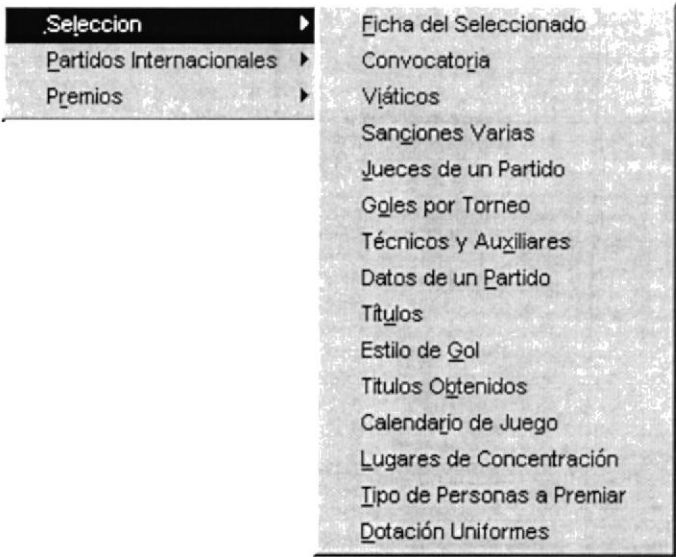 Seleccion
Partidos Internacionales
Premios
Ficha del Seleccionado
Convocatoria
Viáticos
Sanciones Varias
Jueces de un Partido
Goles por Torneo
Técnicos y Auxiliares
Datos de un Partido
Títulos
Estilo de Gol
Titulos Obtenidos
Calendario de Juego
Lugares de Concentración
Tipo de Personas a Premiar
Dotación Uniformes